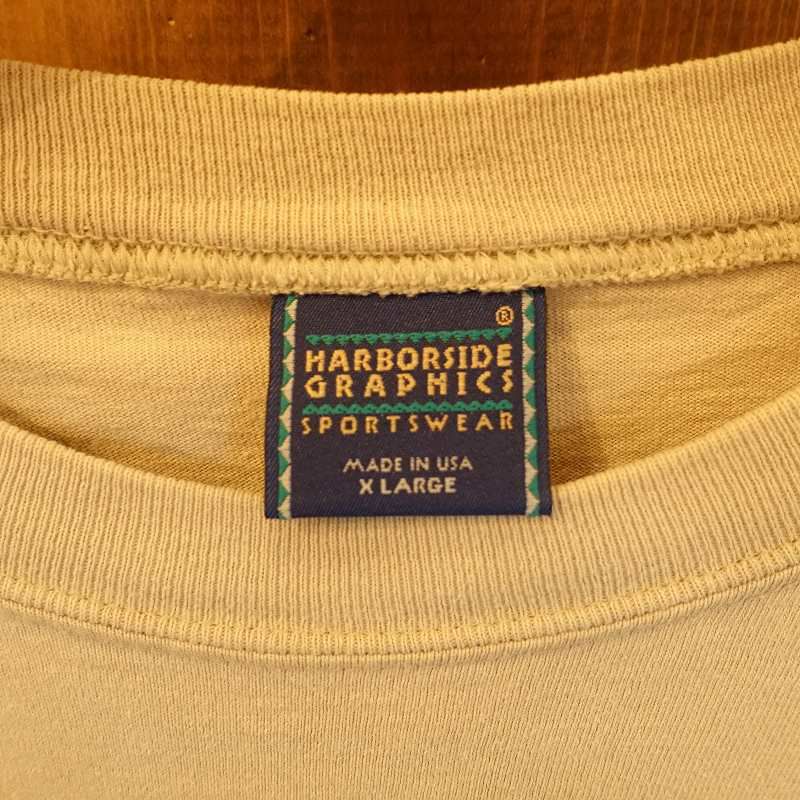 ®
HARBORSIDE
GRAPHICS
SPORTSWEAR
MADE IN USA
X LARGE